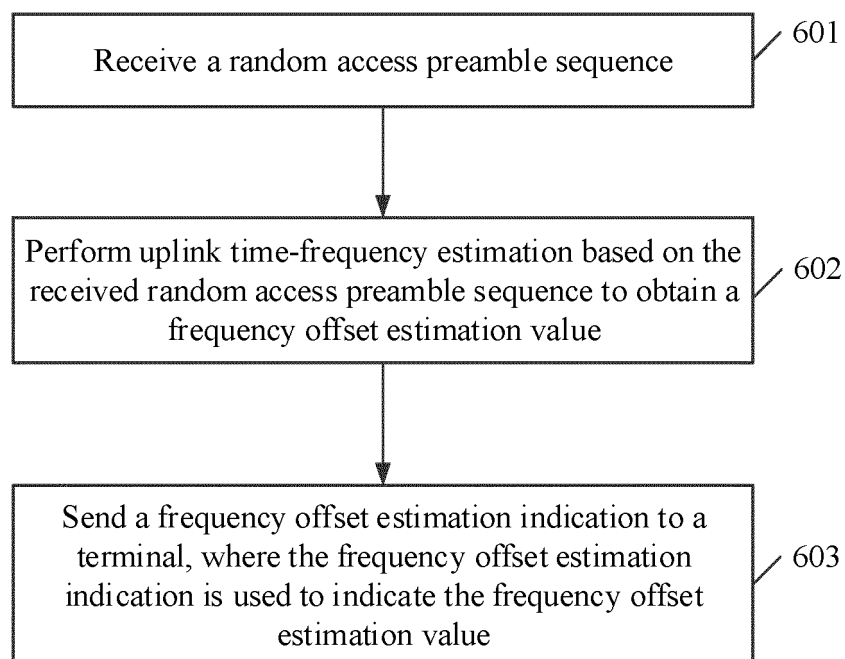 Receive a random access preamble sequence
601
Perform uplink time-frequency estimation based on the
received random access preamble sequence to obtain a
frequency offset estimation value
602
Send a frequency offset estimation indication to a
terminal, where the frequency offset estimation
indication is used to indicate the frequency offset
estimation value
603